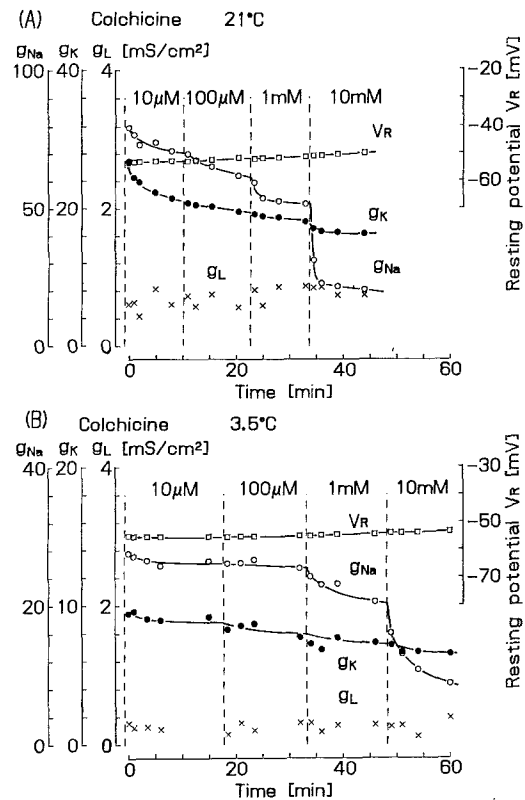 (A) Colchicine 21°C
gNa gK gL [mS/cm²]
100 40 4 -20
10μM 100μM 1mM 10mM
-40
VR
-60
50 20 2
gK
gL
gNa
0 0 0
0 20 40 60
Time [min]
Resting potential VR [mV]
(B) Colchicine 3.5°C
gNa gK gL [mS/cm²]
40 20 4 -30
10μM 100μM 1mM 10mM
VR
-50
gNa
-70
20 10 2
gK
gL
0 0 0
0 20 40 60
Time [min]
Resting potential VR [mV]